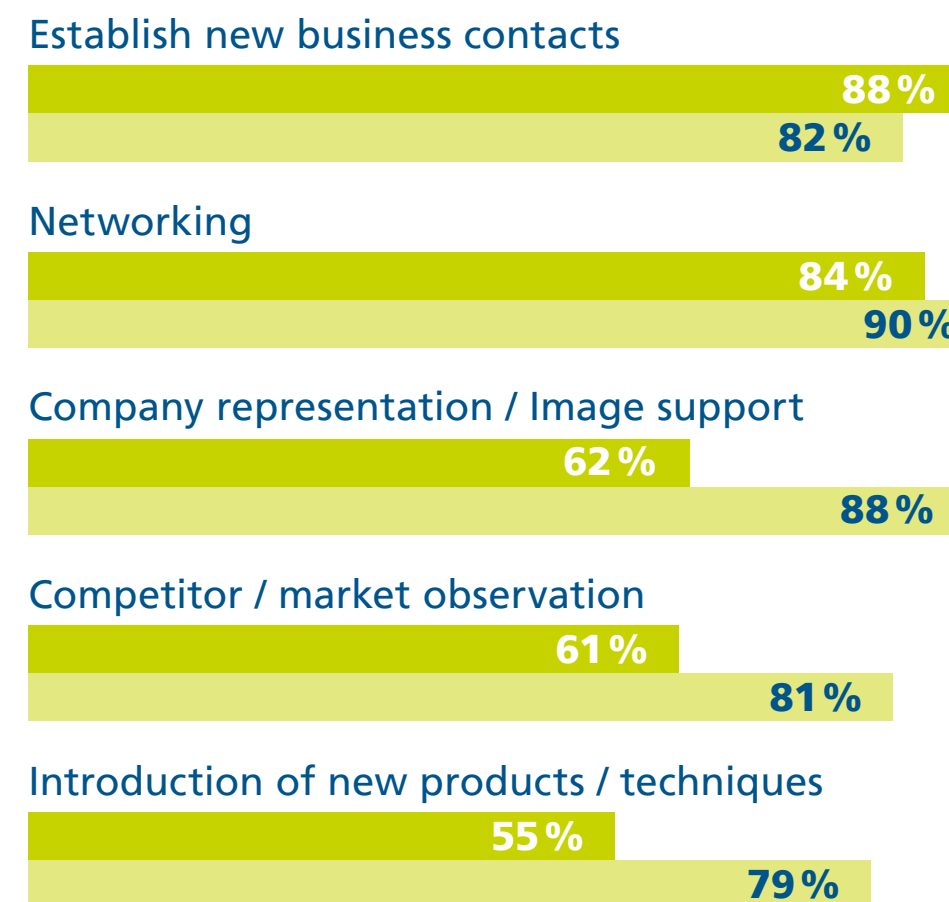 Establish new business contacts
88 %
82 %
Networking
84 %
90 %
Company representation / Image support
62 %
88 %
Competitor / market observation
61 %
81 %
Introduction of new products / techniques
55 %
79 %